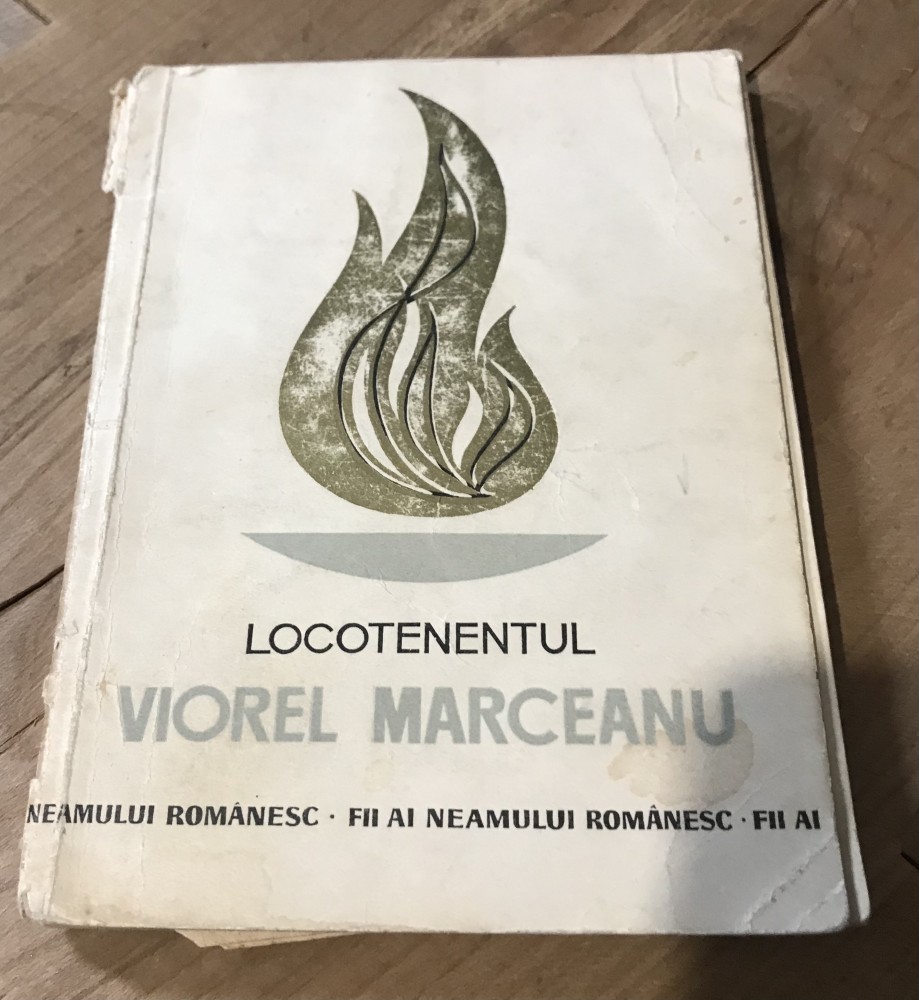 LOCOTENENTUL
VIOREL MARCEANU
NEAMULUI ROMÂNESC · FII AI NEAMULUI ROMÂNESC · FII AI